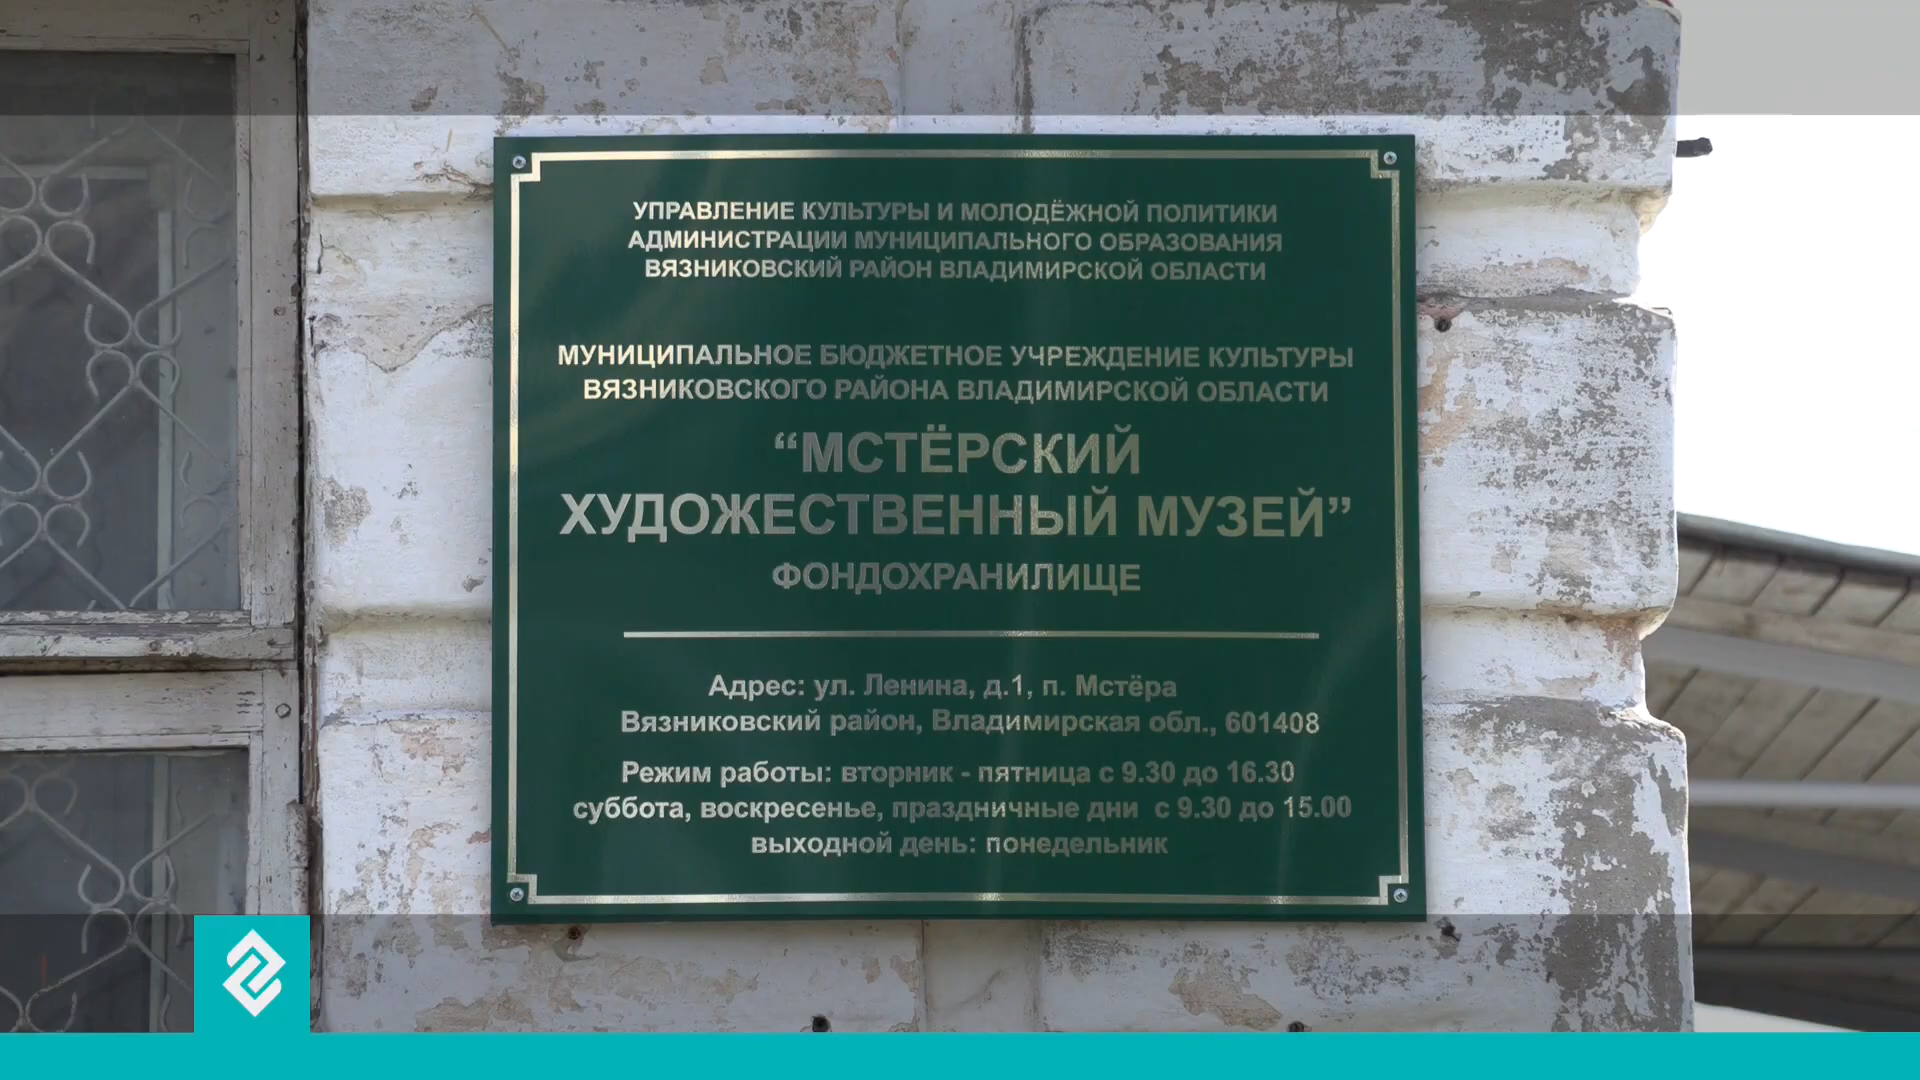 УПРАВЛЕНИЕ КУЛЬТУРЫ И МОЛОДЁЖНОЙ ПОЛИТИКИ
АДМИНИСТРАЦИИ МУНИЦИПАЛЬНОГО ОБРАЗОВАНИЯ
ВЯЗНИКОВСКИЙ РАЙОН ВЛАДИМИРСКОЙ ОБЛАСТИ
МУНИЦИПАЛЬНОЕ БЮДЖЕТНОЕ УЧРЕЖДЕНИЕ КУЛЬТУРЫ
ВЯЗНИКОВСКОГО РАЙОНА ВЛАДИМИРСКОЙ ОБЛАСТИ
“МСТЁРСКИЙ
ХУДОЖЕСТВЕННЫЙ МУЗЕЙ”
ФОНДОХРАНИЛИЩЕ
Адрес: ул. Ленина, д.1, п. Мстёра
Вязниковский район, Владимирская обл., 601408
Режим работы: вторник - пятница с 9.30 до 16.30
суббота, воскресенье, праздничные дни с 9.30 до 15.00
выходной день: понедельник